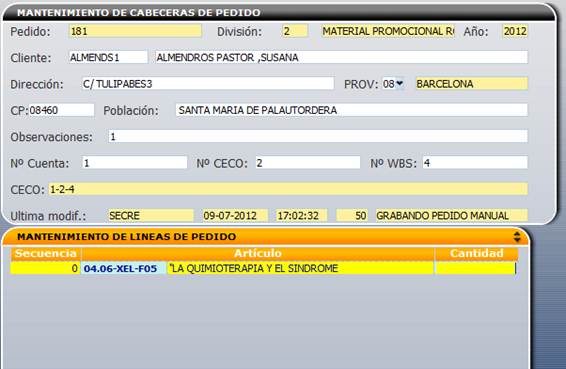 MANTENIMIENTO DE CABECERAS DE PEDIDO
Pedido: 181 División: 2 MATERIAL PROMOCIONAL R Año: 2012
Cliente: ALMENDS1 ALMENDROS PASTOR ,SUSANA
Dirección: C/ TULIPABES3 PROV: 08 BARCELONA
CP: 08460 Población: SANTA MARIA DE PALAUTORDERA
Observaciones: 1
Nº Cuenta: 1 Nº CECO: 2 Nº WBS: 4
CECO: 1-2-4
Ultima modif.: SECRE 09-07-2012 17:02:32 50 GRABANDO PEDIDO MANUAL
MANTENIMIENTO DE LINEAS DE PEDIDO
Secuencia Artículo Cantidad
0 04.06-XEL-F05 "LA QUIMIOTERAPIA Y EL SINDROME